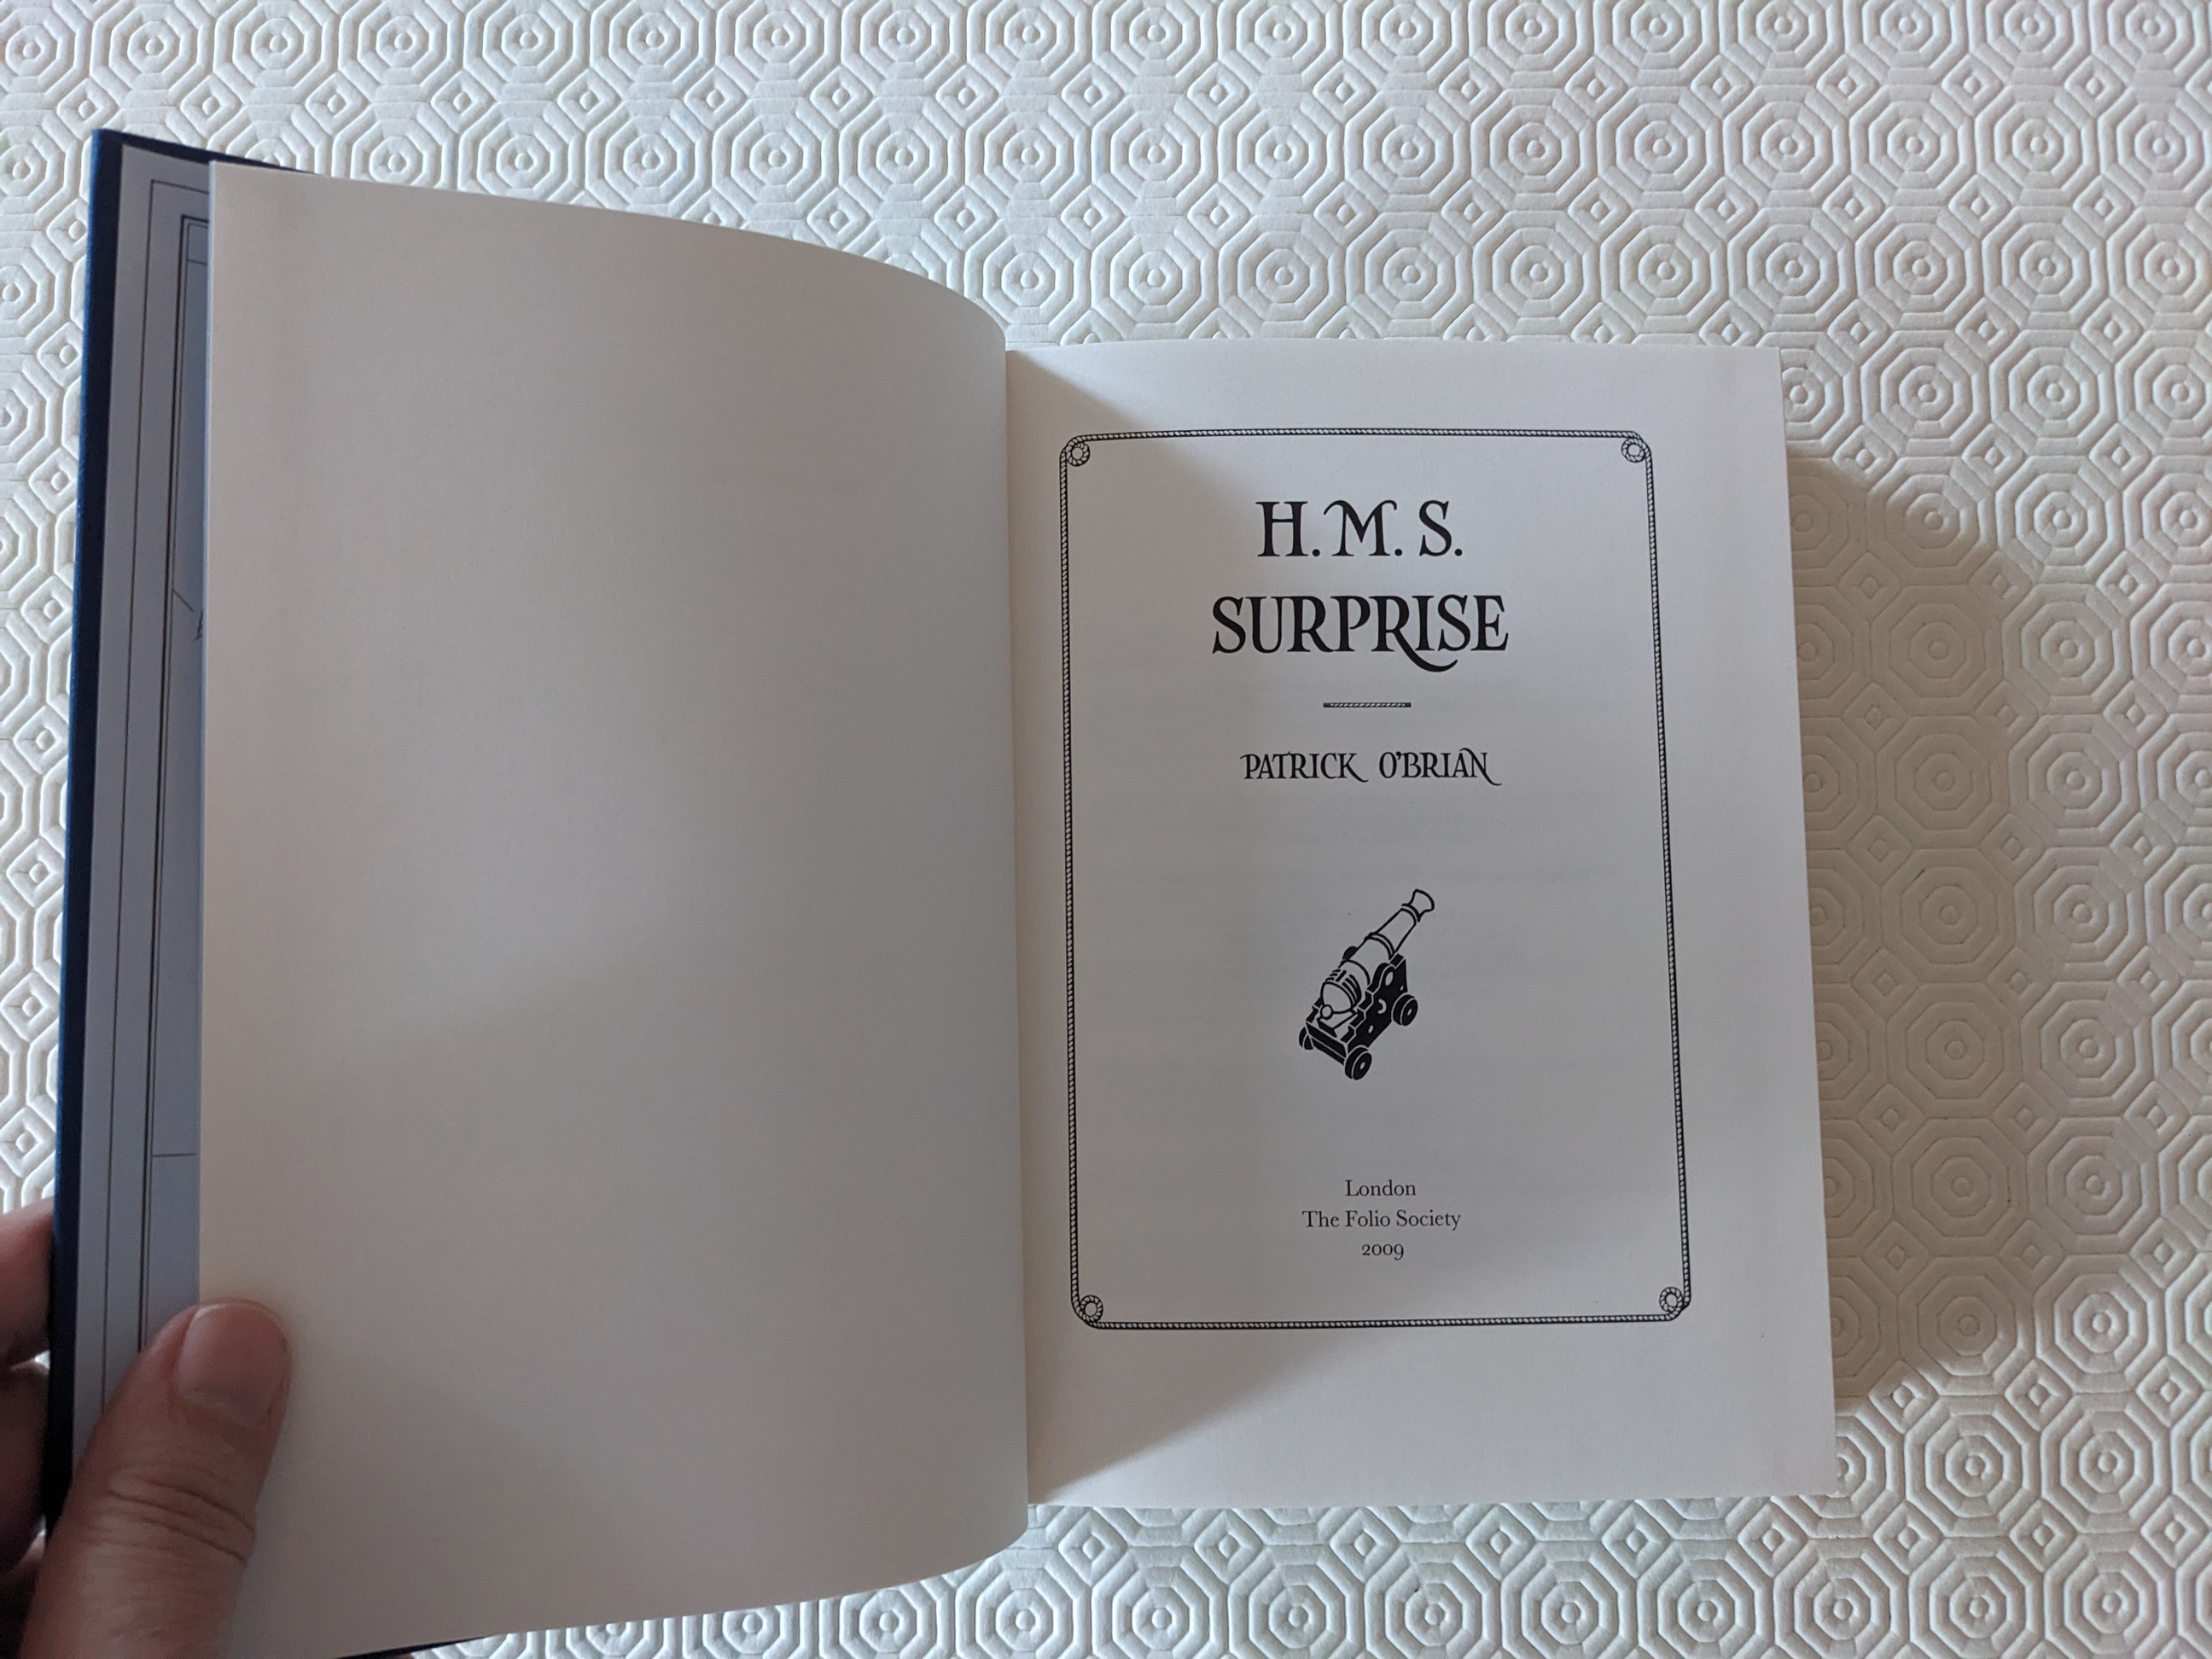 H. M. S.
SURPRISE
PATRICK O'BRIAN
London
The Folio Society
2009